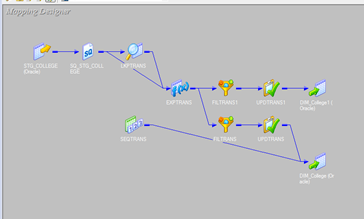 Mapping Designer
STG_COLLEGE
(Oracle)
SQ_STG_COLL
EGE
LKPTRANS
EXPTRANS
FILTRANS1
UPDTRANS1
DIM_College1 (
Oracle)
SEQTRANS
FILTRANS
UPDTRANS
DIM_College (Or
acle)